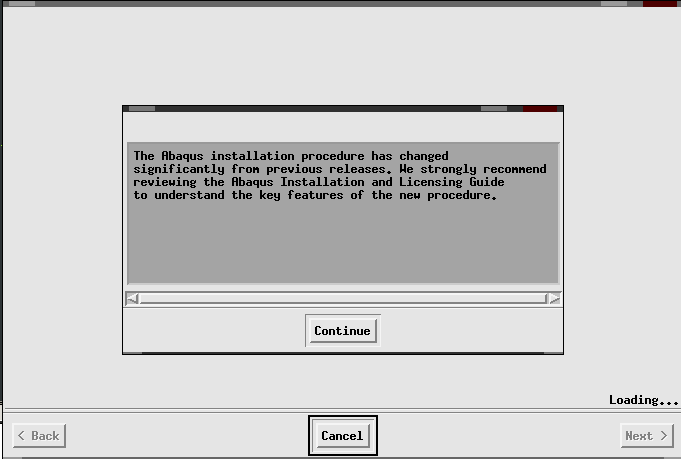 The Abaqus installation procedure has changed
significantly from previous releases. We strongly recommend
reviewing the Abaqus Installation and Licensing Guide
to understand the key features of the new procedure.
Continue
Loading...
< Back
Cancel
Next >